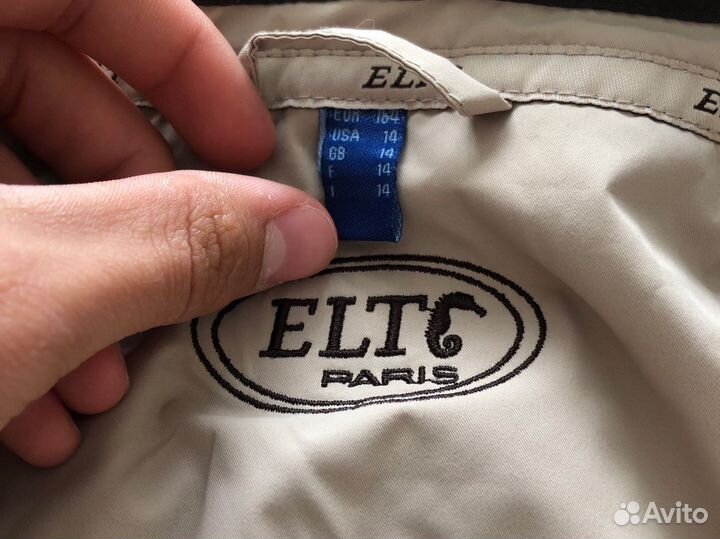 ELT
EUR 164
USA 14
GB 14
F 14
I 14
ELT
PARIS
Avito